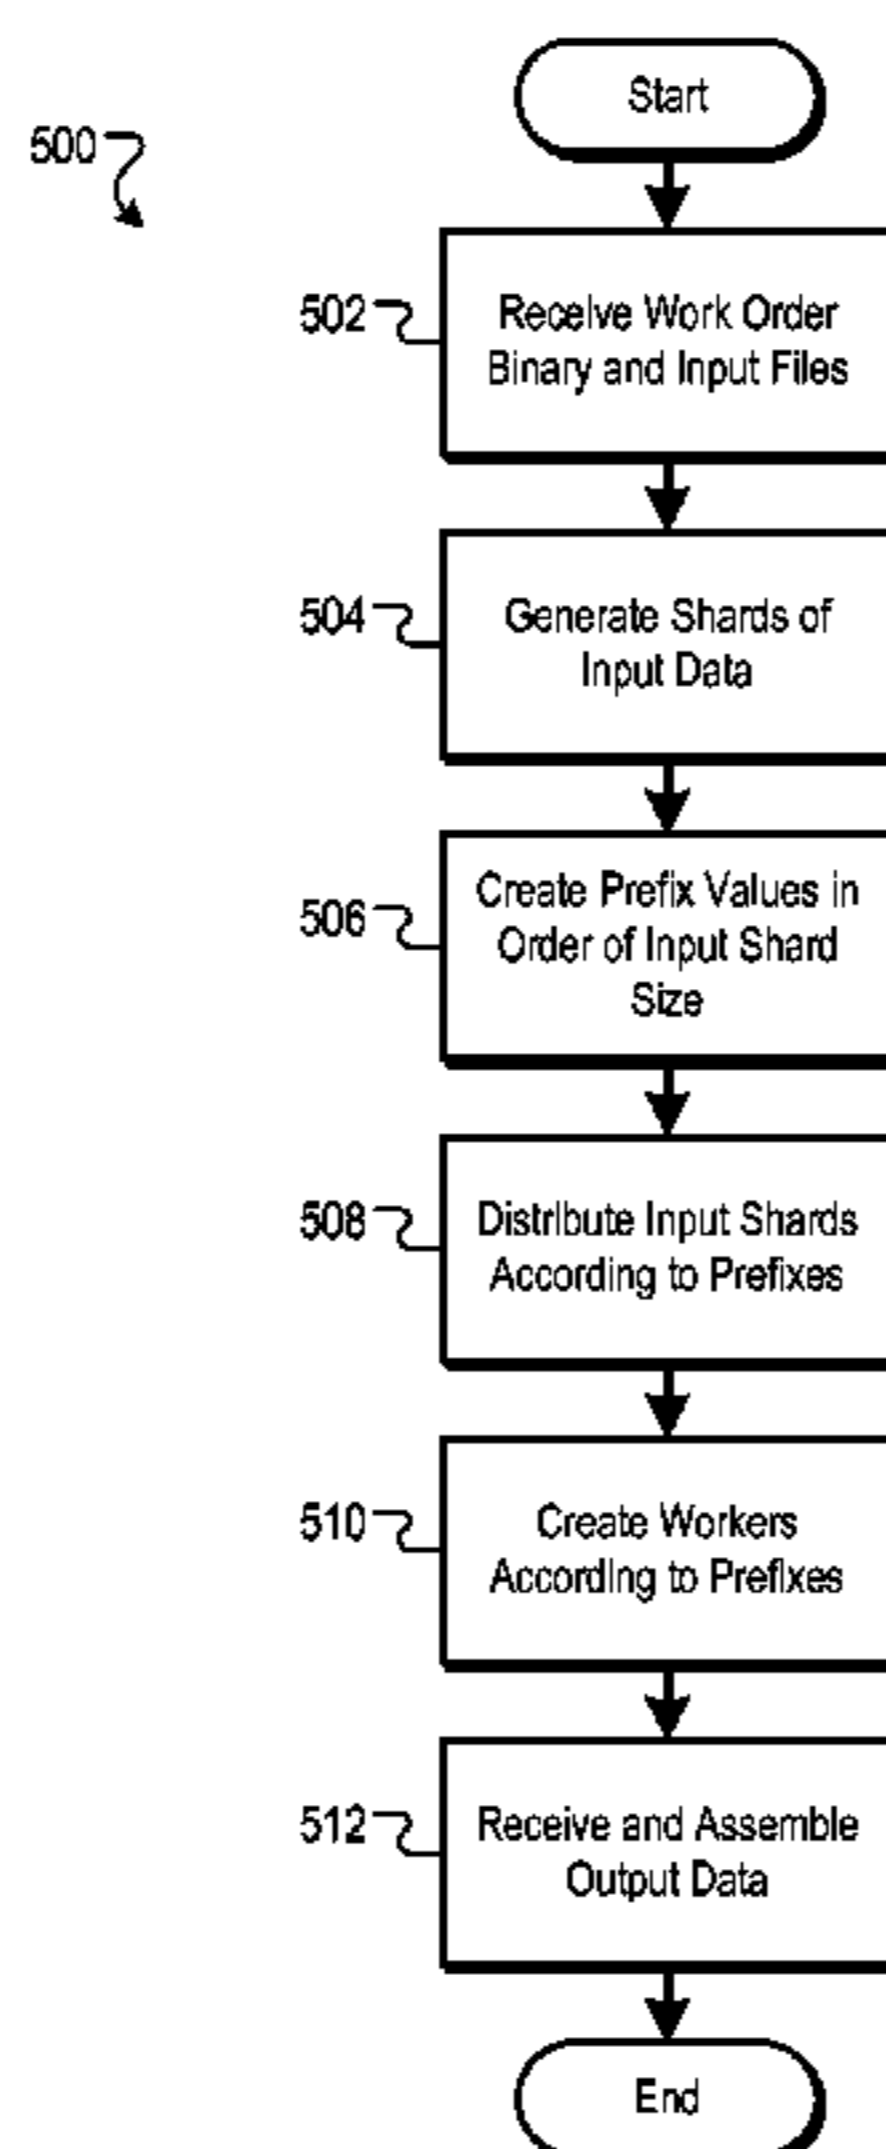 Start
500
502
Receive Work Order
Binary and Input Files
504
Generate Shards of
Input Data
506
Create Prefix Values in
Order of Input Shard
Size
508
Distribute Input Shards
According to Prefixes
510
Create Workers
According to Prefixes
512
Receive and Assemble
Output Data
End